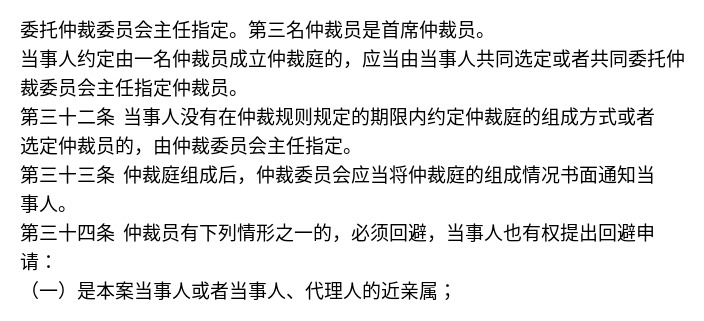 委托仲裁委员会主任指定。第三名仲裁员是首席仲裁员。
当事人约定由一名仲裁员成立仲裁庭的，应当由当事人共同选定或者共同委托仲
裁委员会主任指定仲裁员。
第三十二条 当事人没有在仲裁规则规定的期限内约定仲裁庭的组成方式或者
选定仲裁员的，由仲裁委员会主任指定。
第三十三条 仲裁庭组成后，仲裁委员会应当将仲裁庭的组成情况书面通知当
事人。
第三十四条 仲裁员有下列情形之一的，必须回避，当事人也有权提出回避申
请：
（一）是本案当事人或者当事人、代理人的近亲属；